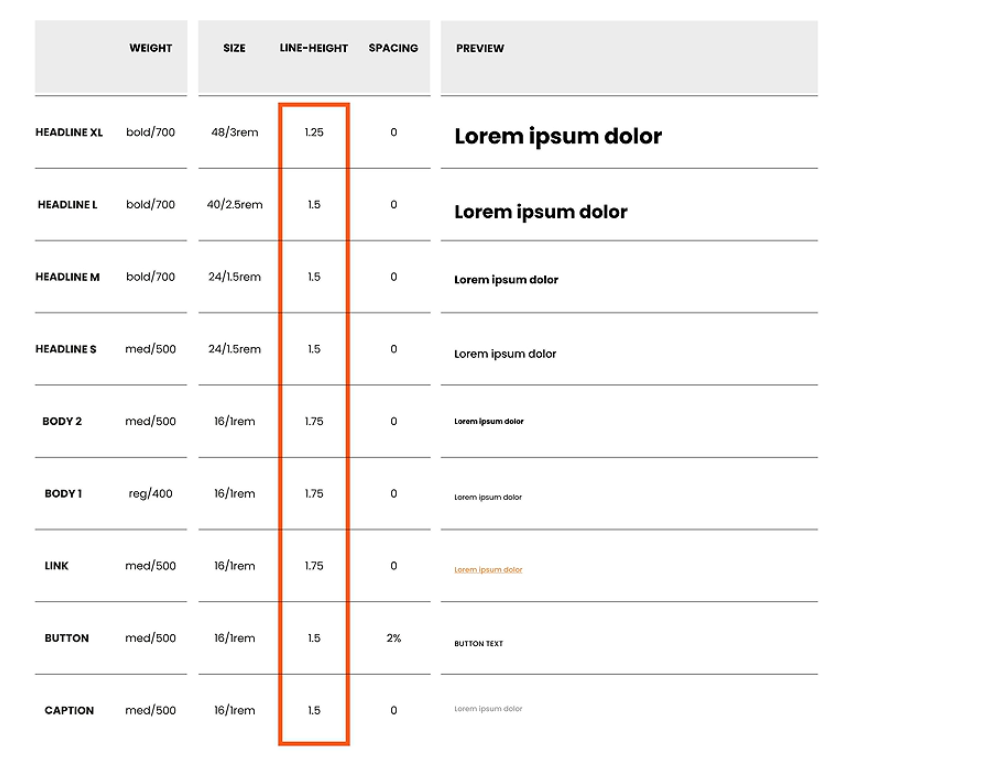 WEIGHT SIZE LINE-HEIGHT SPACING PREVIEW
HEADLINE XL bold/700 48/3rem 1.25 0 Lorem ipsum dolor
HEADLINE L bold/700 40/2.5rem 1.5 0 Lorem ipsum dolor
HEADLINE M bold/700 24/1.5rem 1.5 0 Lorem ipsum dolor
HEADLINE S med/500 24/1.5rem 1.5 0 Lorem ipsum dolor
BODY 2 med/500 16/1rem 1.75 0 Lorem ipsum dolor
BODY 1 reg/400 16/1rem 1.75 0 Lorem ipsum dolor
LINK med/500 16/1rem 1.75 0 Lorem ipsum dolor
BUTTON med/500 16/1rem 1.5 2% BUTTON TEXT
CAPTION med/500 16/1rem 1.5 0 Lorem ipsum dolor